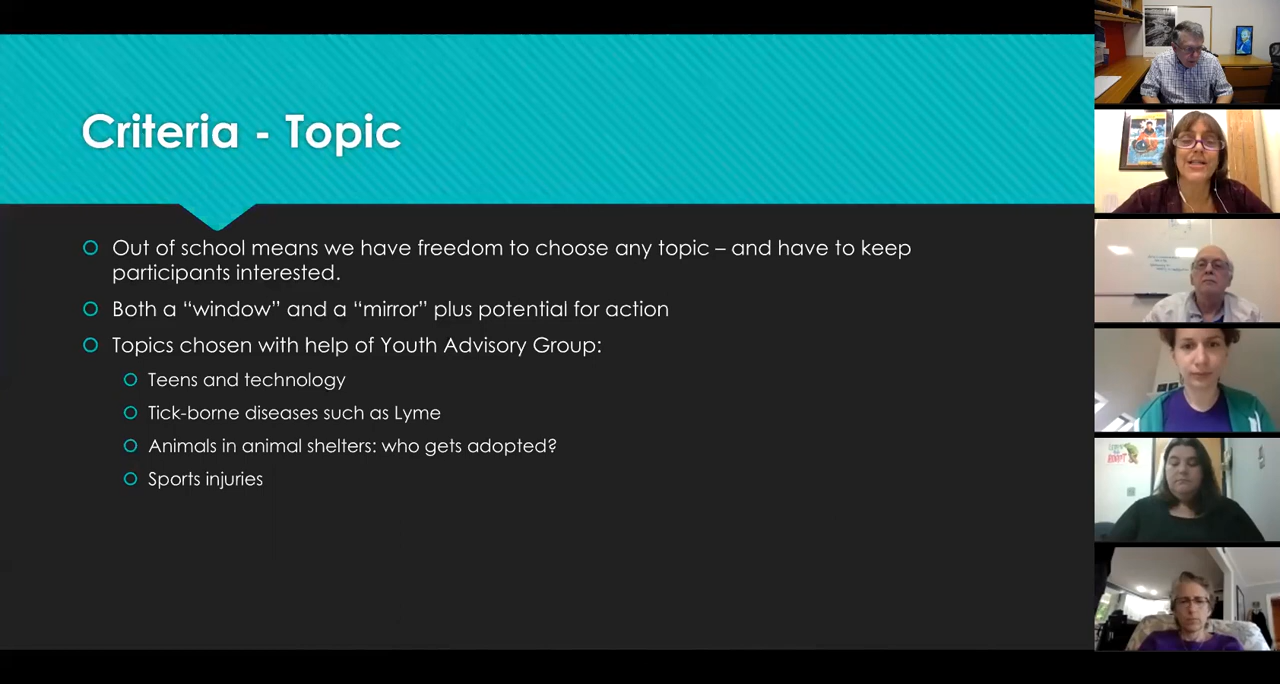 Criteria - Topic
Out of school means we have freedom to choose any topic – and have to keep
participants interested.
Both a “window” and a “mirror” plus potential for action
Topics chosen with help of Youth Advisory Group:
Teens and technology
Tick-borne diseases such as Lyme
Animals in animal shelters: who gets adopted?
Sports injuries